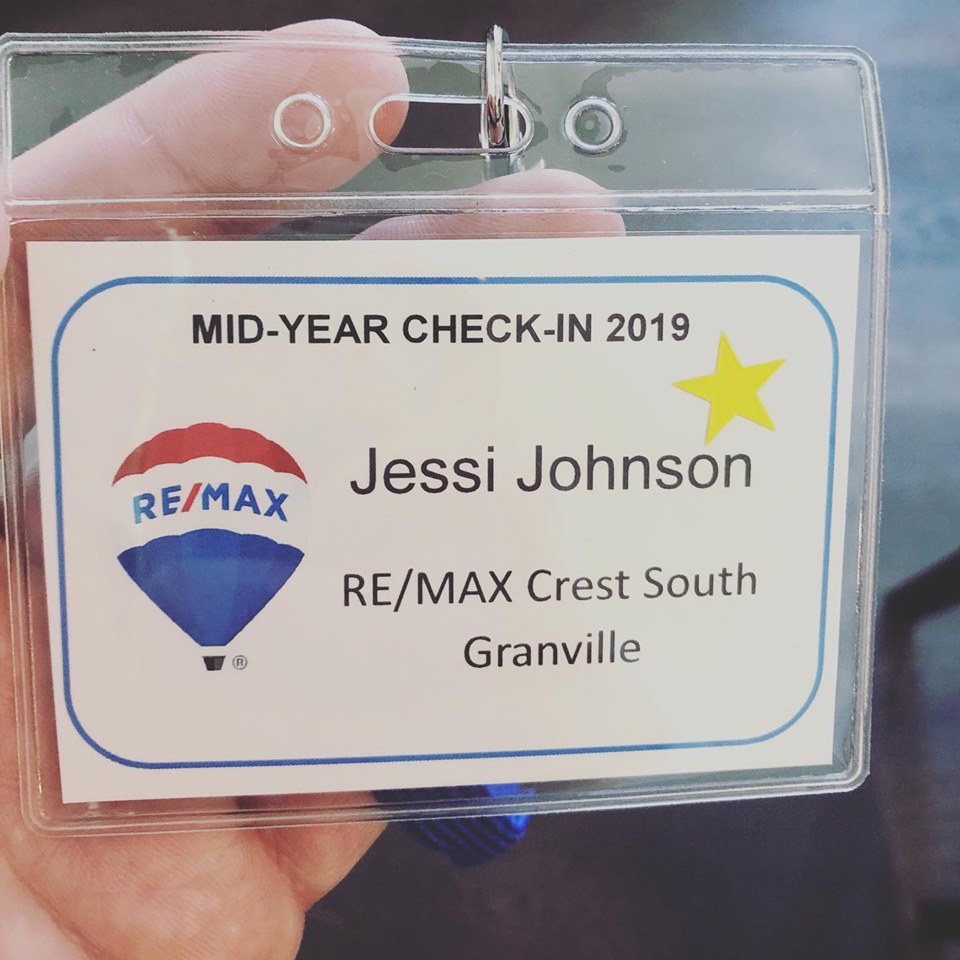 MID-YEAR CHECK-IN 2019
Jessi Johnson
RE/MAX
RE/MAX Crest South
Granville
®